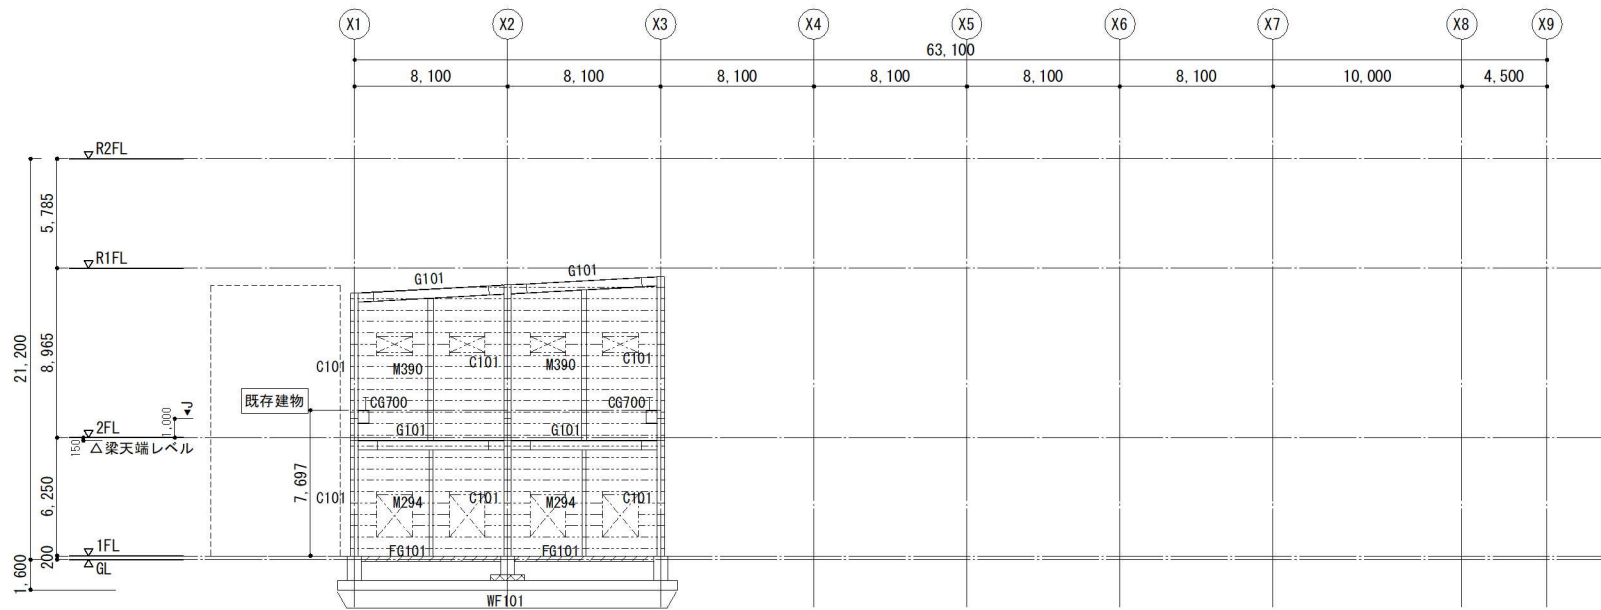 X1 X2 X3 X4 X5 X6 X7 X8 X9
63,100
8,100 8,100 8,100 8,100 8,100 8,100 10,000 4,500
R2FL
5,785
R1FL
G101 G101
21,200
8,965
C101 M390 C101 M390 C101
既存建物
CG700 CG700
1,000
J
2FL
G101 G101
150
梁天端レベル
7,697
6,250
C101 M294 C101 M294 C101
1FL
FG101 FG101
200
GL
1,600
WF101